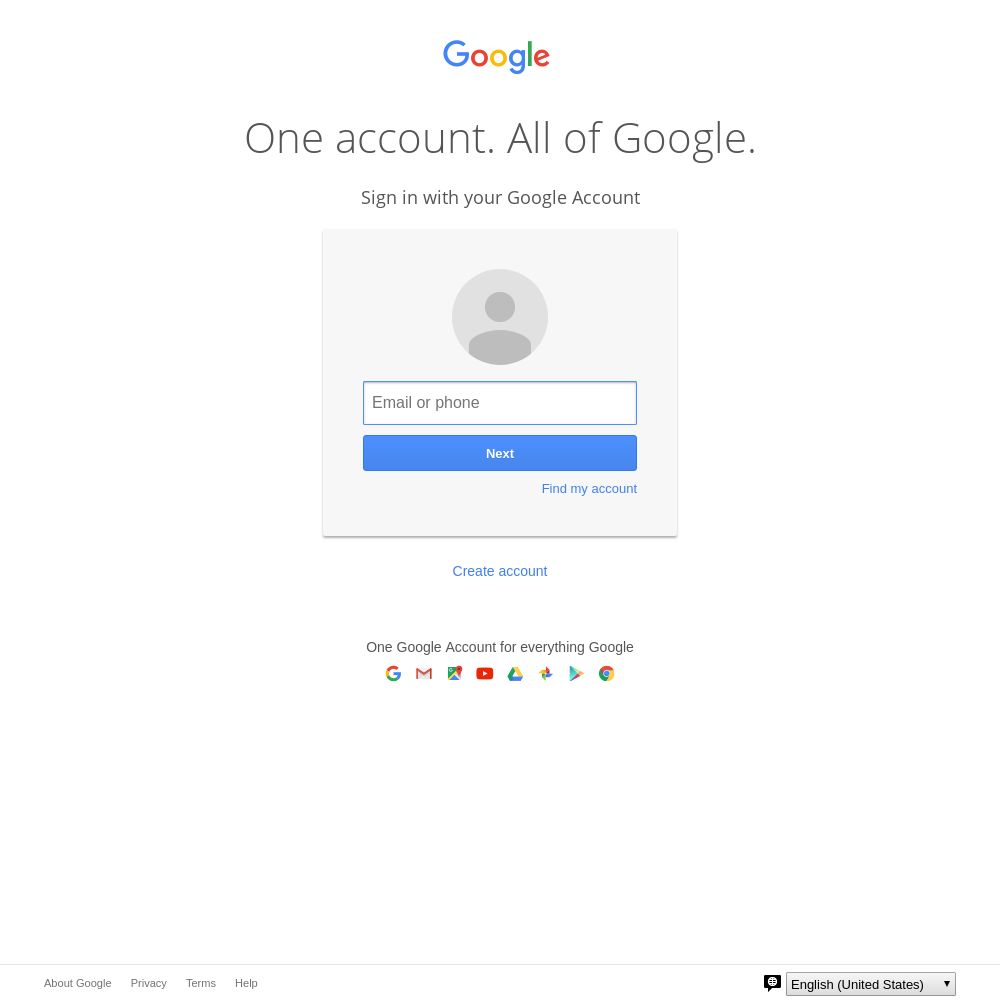 Google
One account. All of Google.
Sign in with your Google Account
Email or phone
Next
Find my account
Create account
One Google Account for everything Google
About Google Privacy Terms Help English (United States)